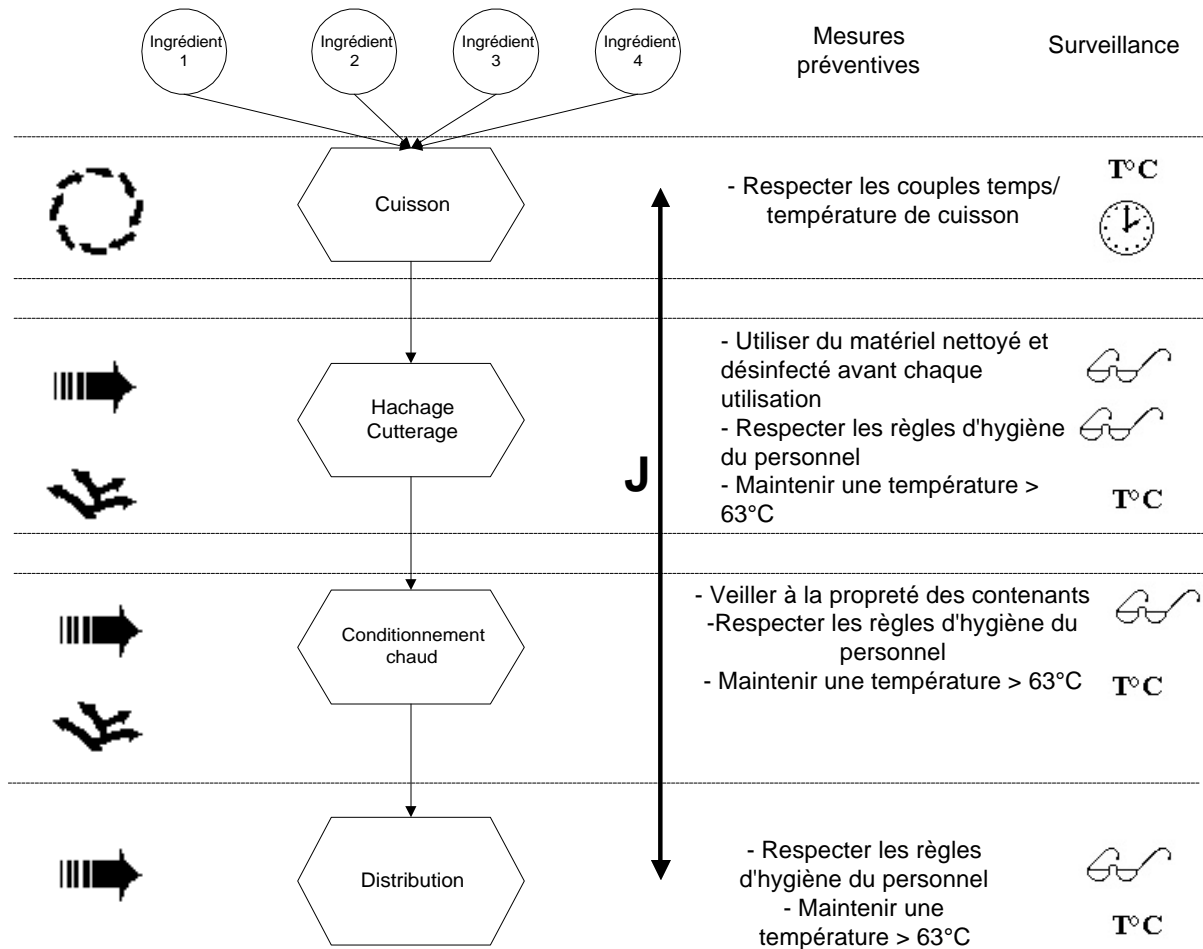 Ingrédient
1
Ingrédient
2
Ingrédient
3
Ingrédient
4
Mesures
préventives
Surveillance
Cuisson
- Respecter les couples temps/
température de cuisson
T°C
Hachage
Cutterage
J
- Utiliser du matériel nettoyé et
désinfecté avant chaque
utilisation
- Respecter les règles d'hygiène
du personnel
- Maintenir une température >
63°C
T°C
Conditionnement
chaud
- Veiller à la propreté des contenants
-Respecter les règles d'hygiène du
personnel
- Maintenir une température > 63°C
T°C
Distribution
- Respecter les règles
d'hygiène du personnel
- Maintenir une
température > 63°C
T°C